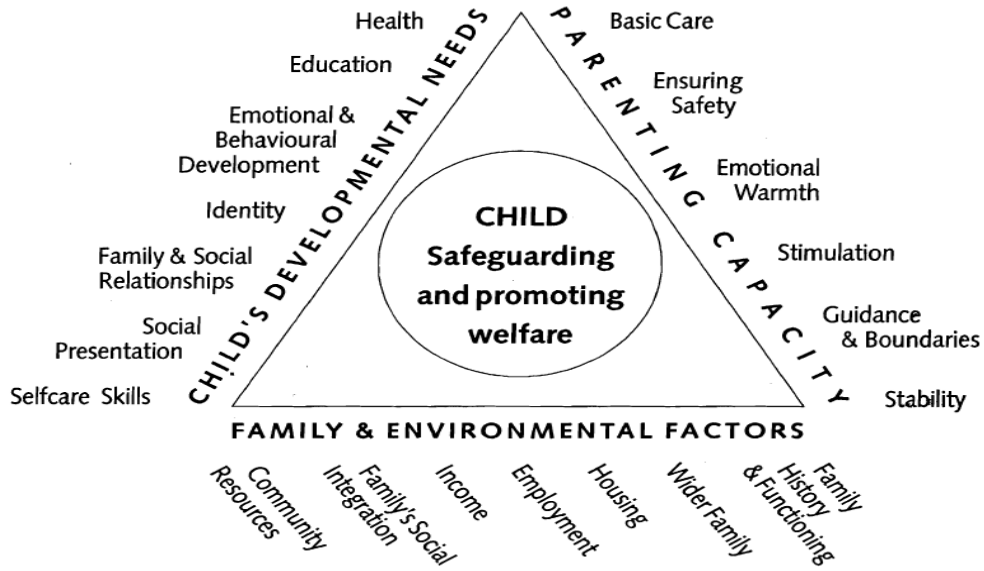 Health
Education
Emotional &
Behavioural
Development
Identity
Family & Social
Relationships
Social
Presentation
Selfcare Skills
CHILD'S DEVELOPMENTAL NEEDS
PARENTING CAPACITY
Basic Care
Ensuring
Safety
Emotional
Warmth
Stimulation
Guidance
& Boundaries
Stability
CHILD
Safeguarding
and promoting
welfare
FAMILY & ENVIRONMENTAL FACTORS
Community
Resources
Family's Social
Integration
Income
Employment
Housing
Wider Family
Family
History
& Functioning